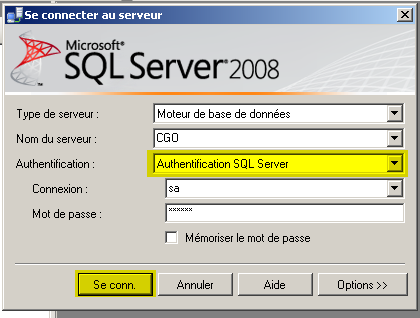 Se connecter au serveur
Microsoft®
SQL Server® 2008
Type de serveur : Moteur de base de données
Nom du serveur : CGO
Authentification : Authentification SQL Server
Connexion : sa
Mot de passe : ******
Mémoriser le mot de passe
Se conn. Annuler Aide Options >>